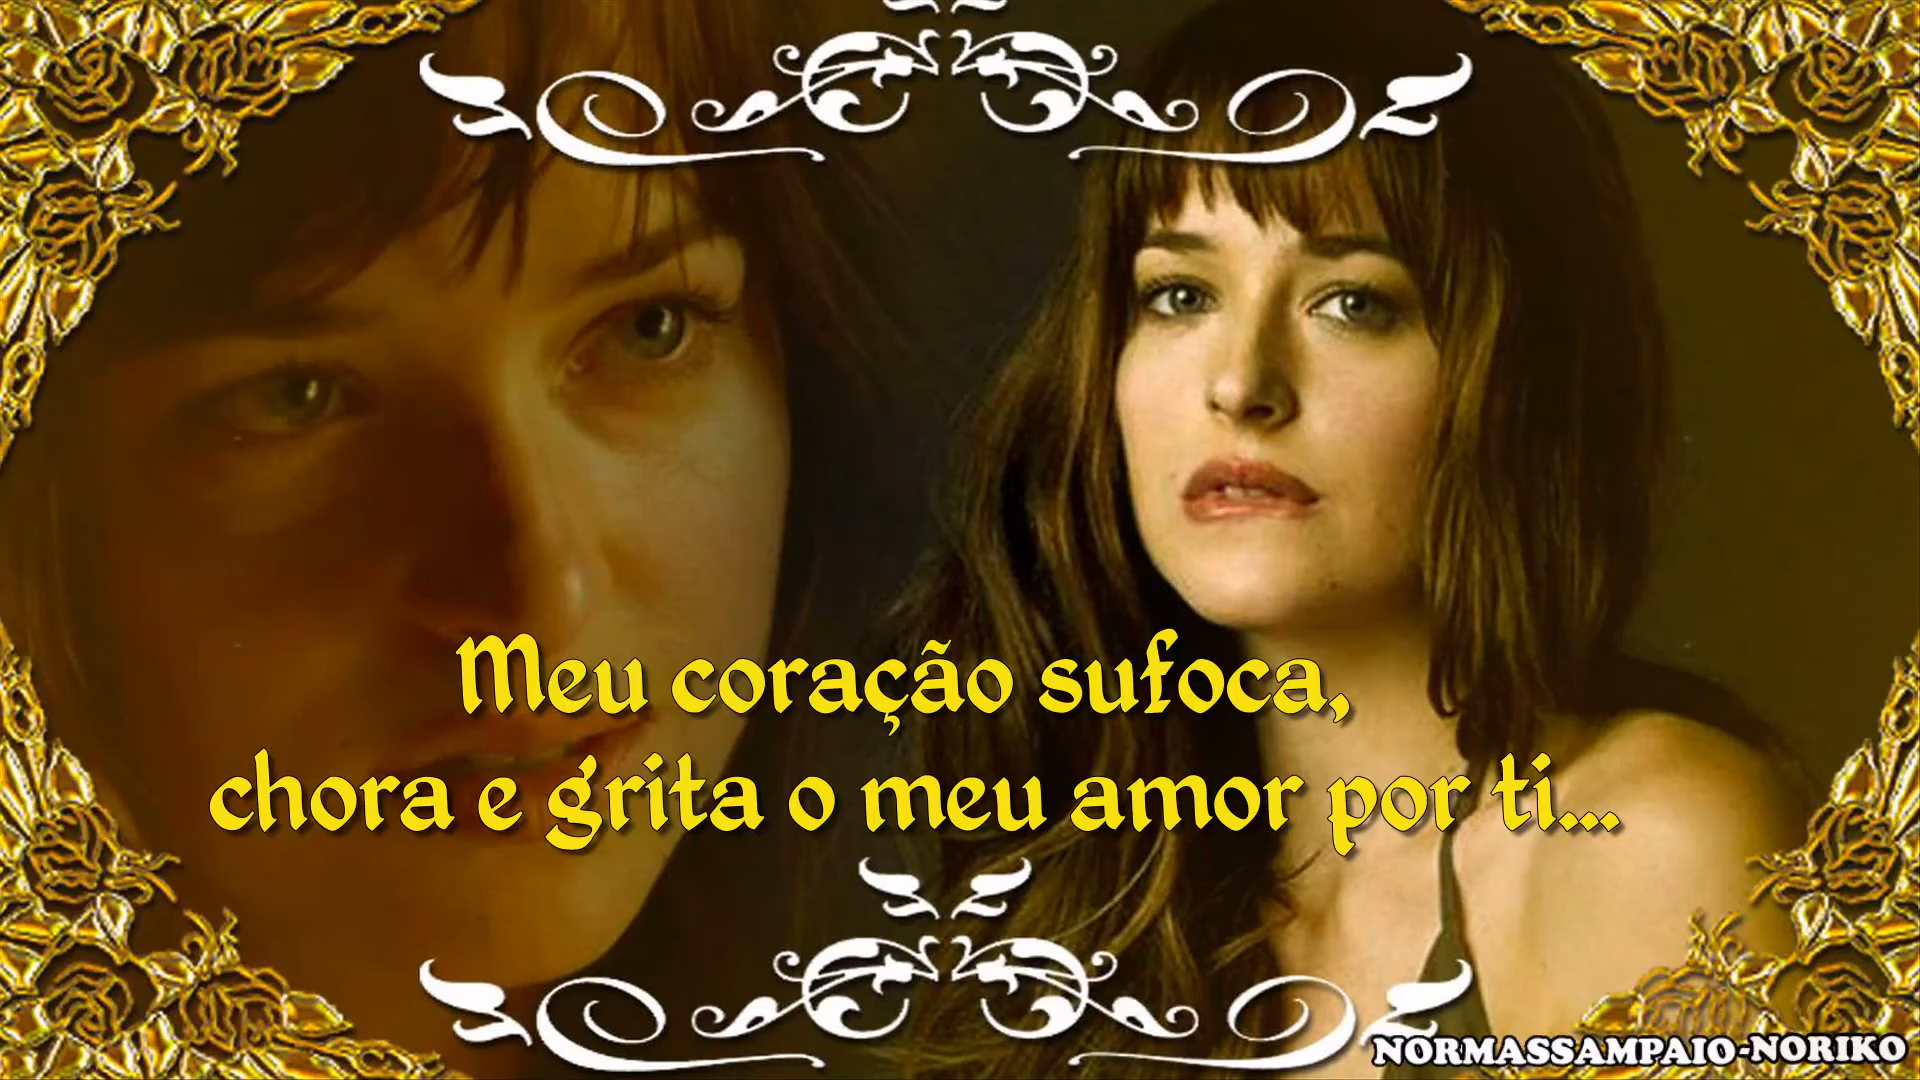 Meu coração sufoca,
chora e grita o meu amor por ti...
NORMASSAMPAIO-NORIKO